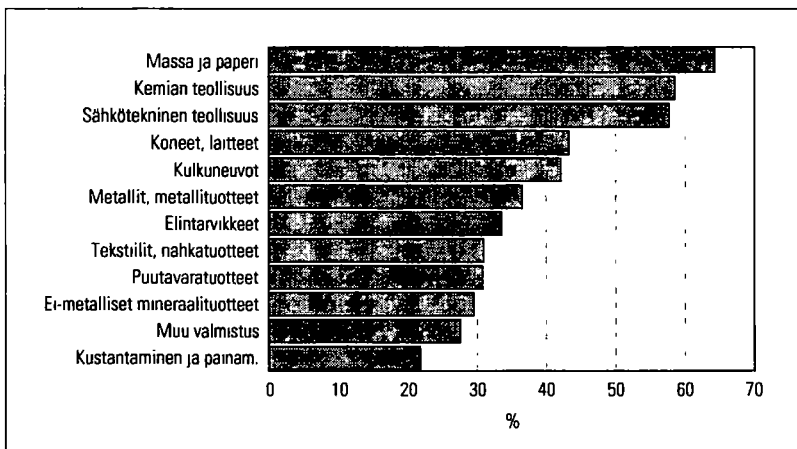 Massa ja paperi
Kemian teollisuus
Sähkötekninen teollisuus
Koneet, laitteet
Kulkuneuvot
Metallit, metallituotteet
Elintarvikkeet
Tekstiilit, nahkatuotteet
Puutavaratuotteet
Ei-metalliset mineraalituotteet
Muu valmistus
Kustantaminen ja painam.
0 10 20 30 40 50 60 70
%